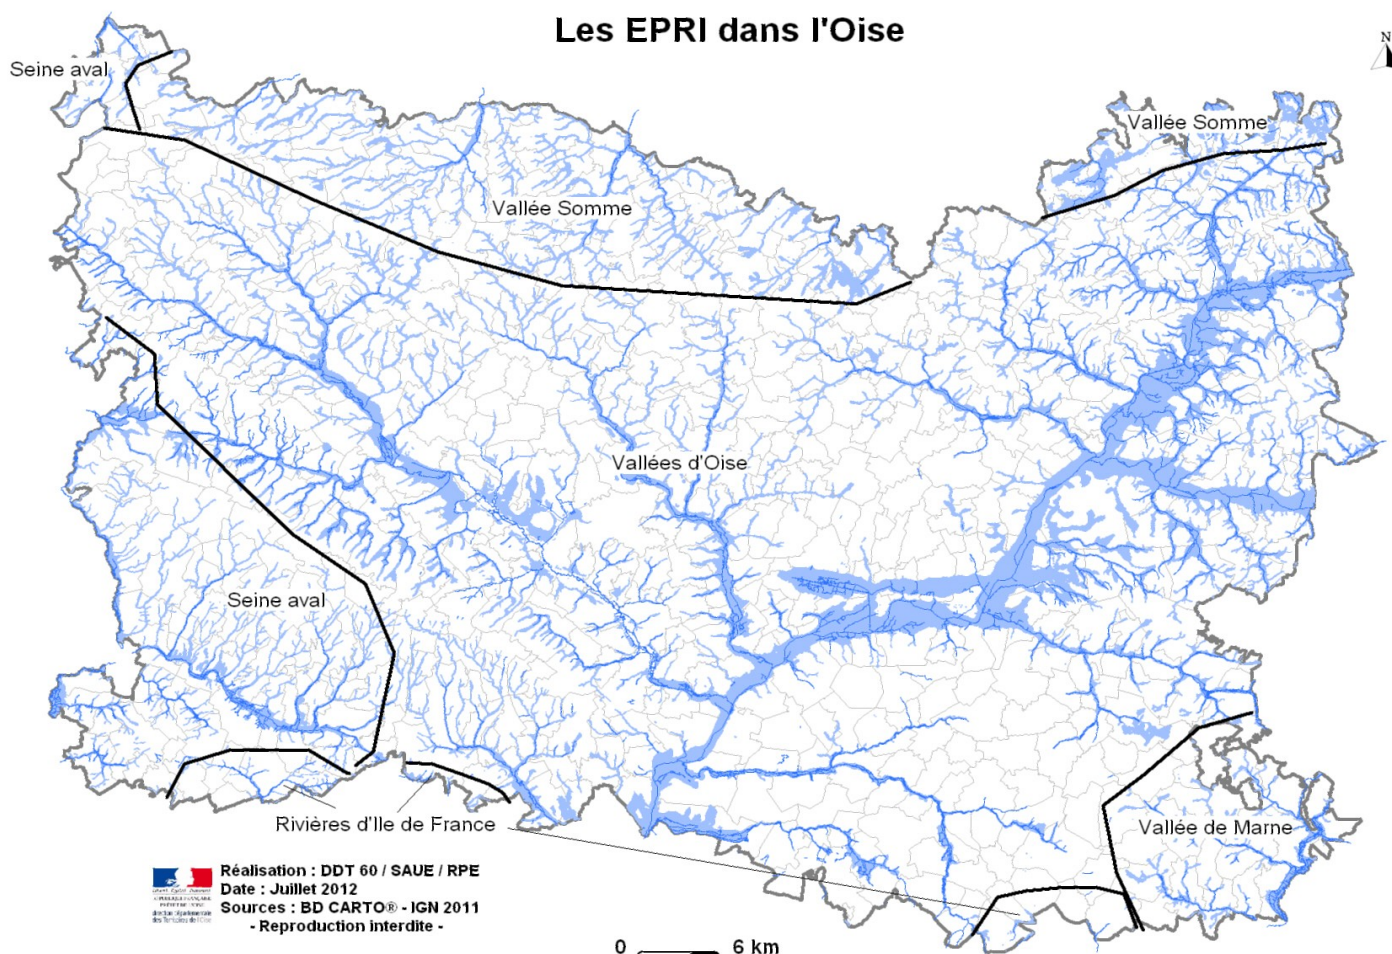 Les EPRI dans l'Oise
N
Seine aval
Vallée Somme
Vallée Somme
Vallées d'Oise
Seine aval
Rivières d'Ile de France
Vallée de Marne
Réalisation : DDT 60 / SAUE / RPE
Date : Juillet 2012
Sources : BD CARTO® - IGN 2011
- Reproduction interdite -
0 6 km